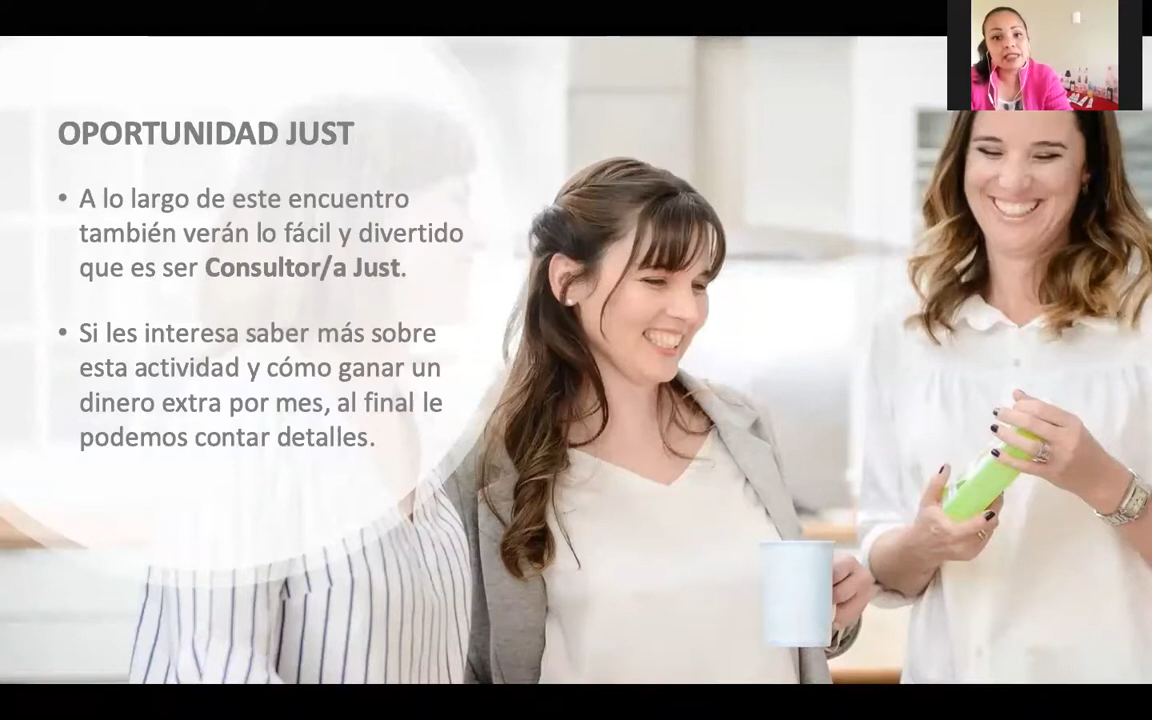 OPORTUNIDAD JUST
• A lo largo de este encuentro
también verán lo fácil y divertido
que es ser Consultor/a Just.
• Si les interesa saber más sobre
esta actividad y cómo ganar un
dinero extra por mes, al final le
podemos contar detalles.